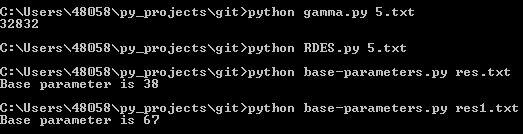 C:\Users\48058\py_projects\git>python gamma.py 5.txt
32832
C:\Users\48058\py_projects\git>python RDES.py 5.txt
C:\Users\48058\py_projects\git>python base-parameters.py res.txt
Base parameter is 38
C:\Users\48058\py_projects\git>python base-parameters.py res1.txt
Base parameter is 67